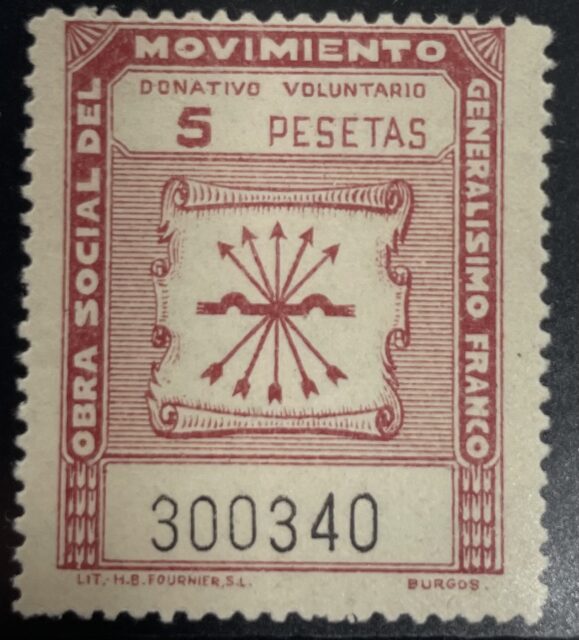 OBRA SOCIAL DEL
MOVIMIENTO
GENERALISIMO FRANCO
DONATIVO VOLUNTARIO
5 PESETAS
300340
LIT,- H.B. FOURNIER, S.L. BURGOS.